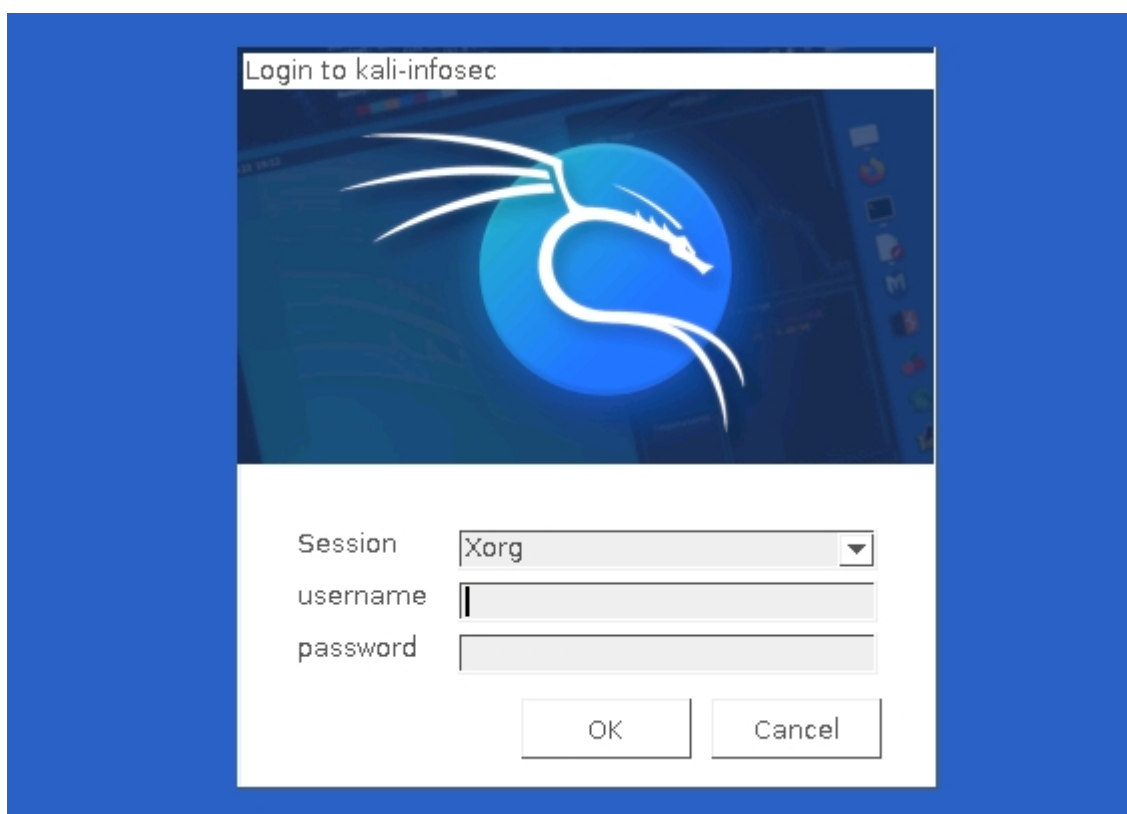 Login to kali-infosec
Session
Xorg
username
password
OK
Cancel